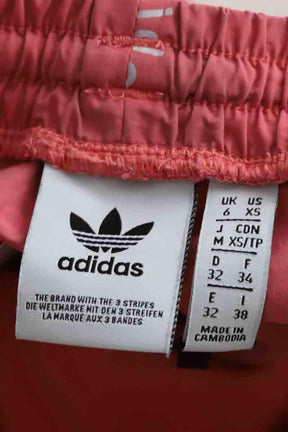 adidas
THE BRAND WITH THE 3 STRIPES
DIE WELTMARKE MIT DEN 3 STREIFEN
LA MARQUE AUX 3 BANDES
UK US
6 XS
J CDN
M XS/TP
D F
32 34
E I
32 38
MADE IN
CAMBODIA